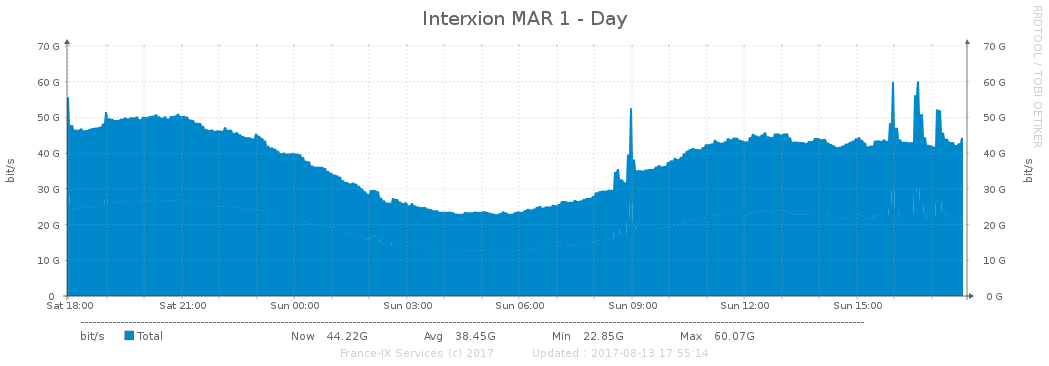 Interxion MAR 1 - Day
RRDTOOL / TOBI OETIKER
70 G 70 G
60 G 60 G
50 G 50 G
40 G 40 G
30 G 30 G
20 G 20 G
10 G 10 G
0 0 G
bit/s bit/s
Sat 18:00 Sat 21:00 Sun 00:00 Sun 03:00 Sun 06:00 Sun 09:00 Sun 12:00 Sun 15:00
bit/s Total Now 44.22G Avg 38.45G Min 22.85G Max 60.07G
France-IX Services (c) 2017 Updated : 2017-08-13 17:55:14